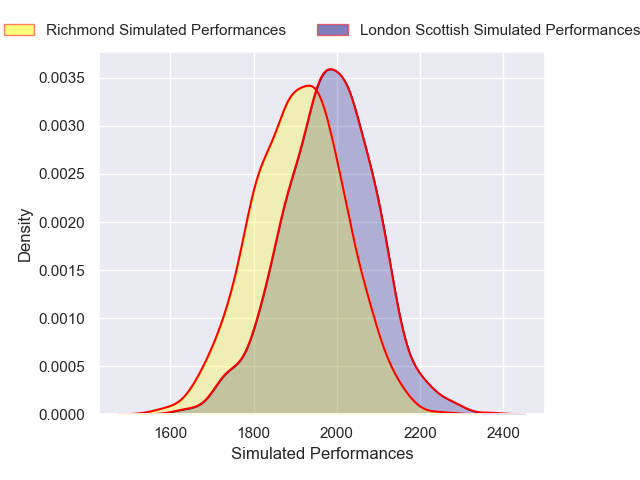 Richmond Simulated Performances London Scottish Simulated Performances
0.0035
0.0030
0.0025
0.0020
0.0015
0.0010
0.0005
0.0000
Density
1600 1800 2000 2200 2400
Simulated Performances